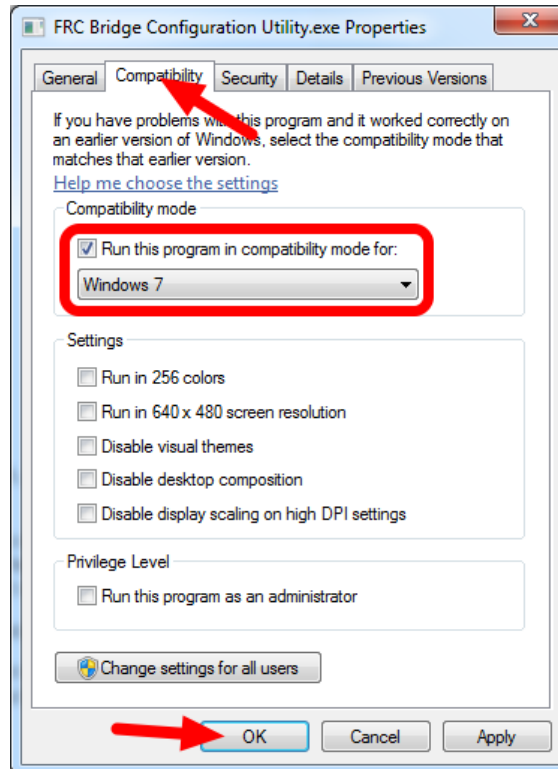 FRC Bridge Configuration Utility.exe Properties
General Compatibility Security Details Previous Versions
If you have problems with this program and it worked correctly on
an earlier version of Windows, select the compatibility mode that
matches that earlier version.
Help me choose the settings
Compatibility mode
Run this program in compatibility mode for:
Windows 7
Settings
Run in 256 colors
Run in 640 x 480 screen resolution
Disable visual themes
Disable desktop composition
Disable display scaling on high DPI settings
Privilege Level
Run this program as an administrator
Change settings for all users
OK Cancel Apply